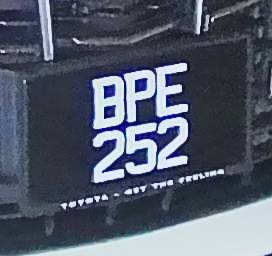 BPE
252
TOYOTA - GET THE FEELING